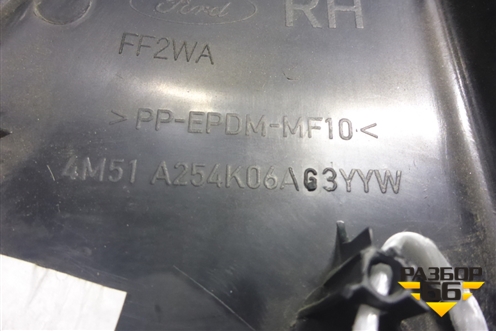 Ford RH
FF2WA
>PP-EPDM-MF10<
4M51 A254K06AG3YYW
РАЗБОР
66